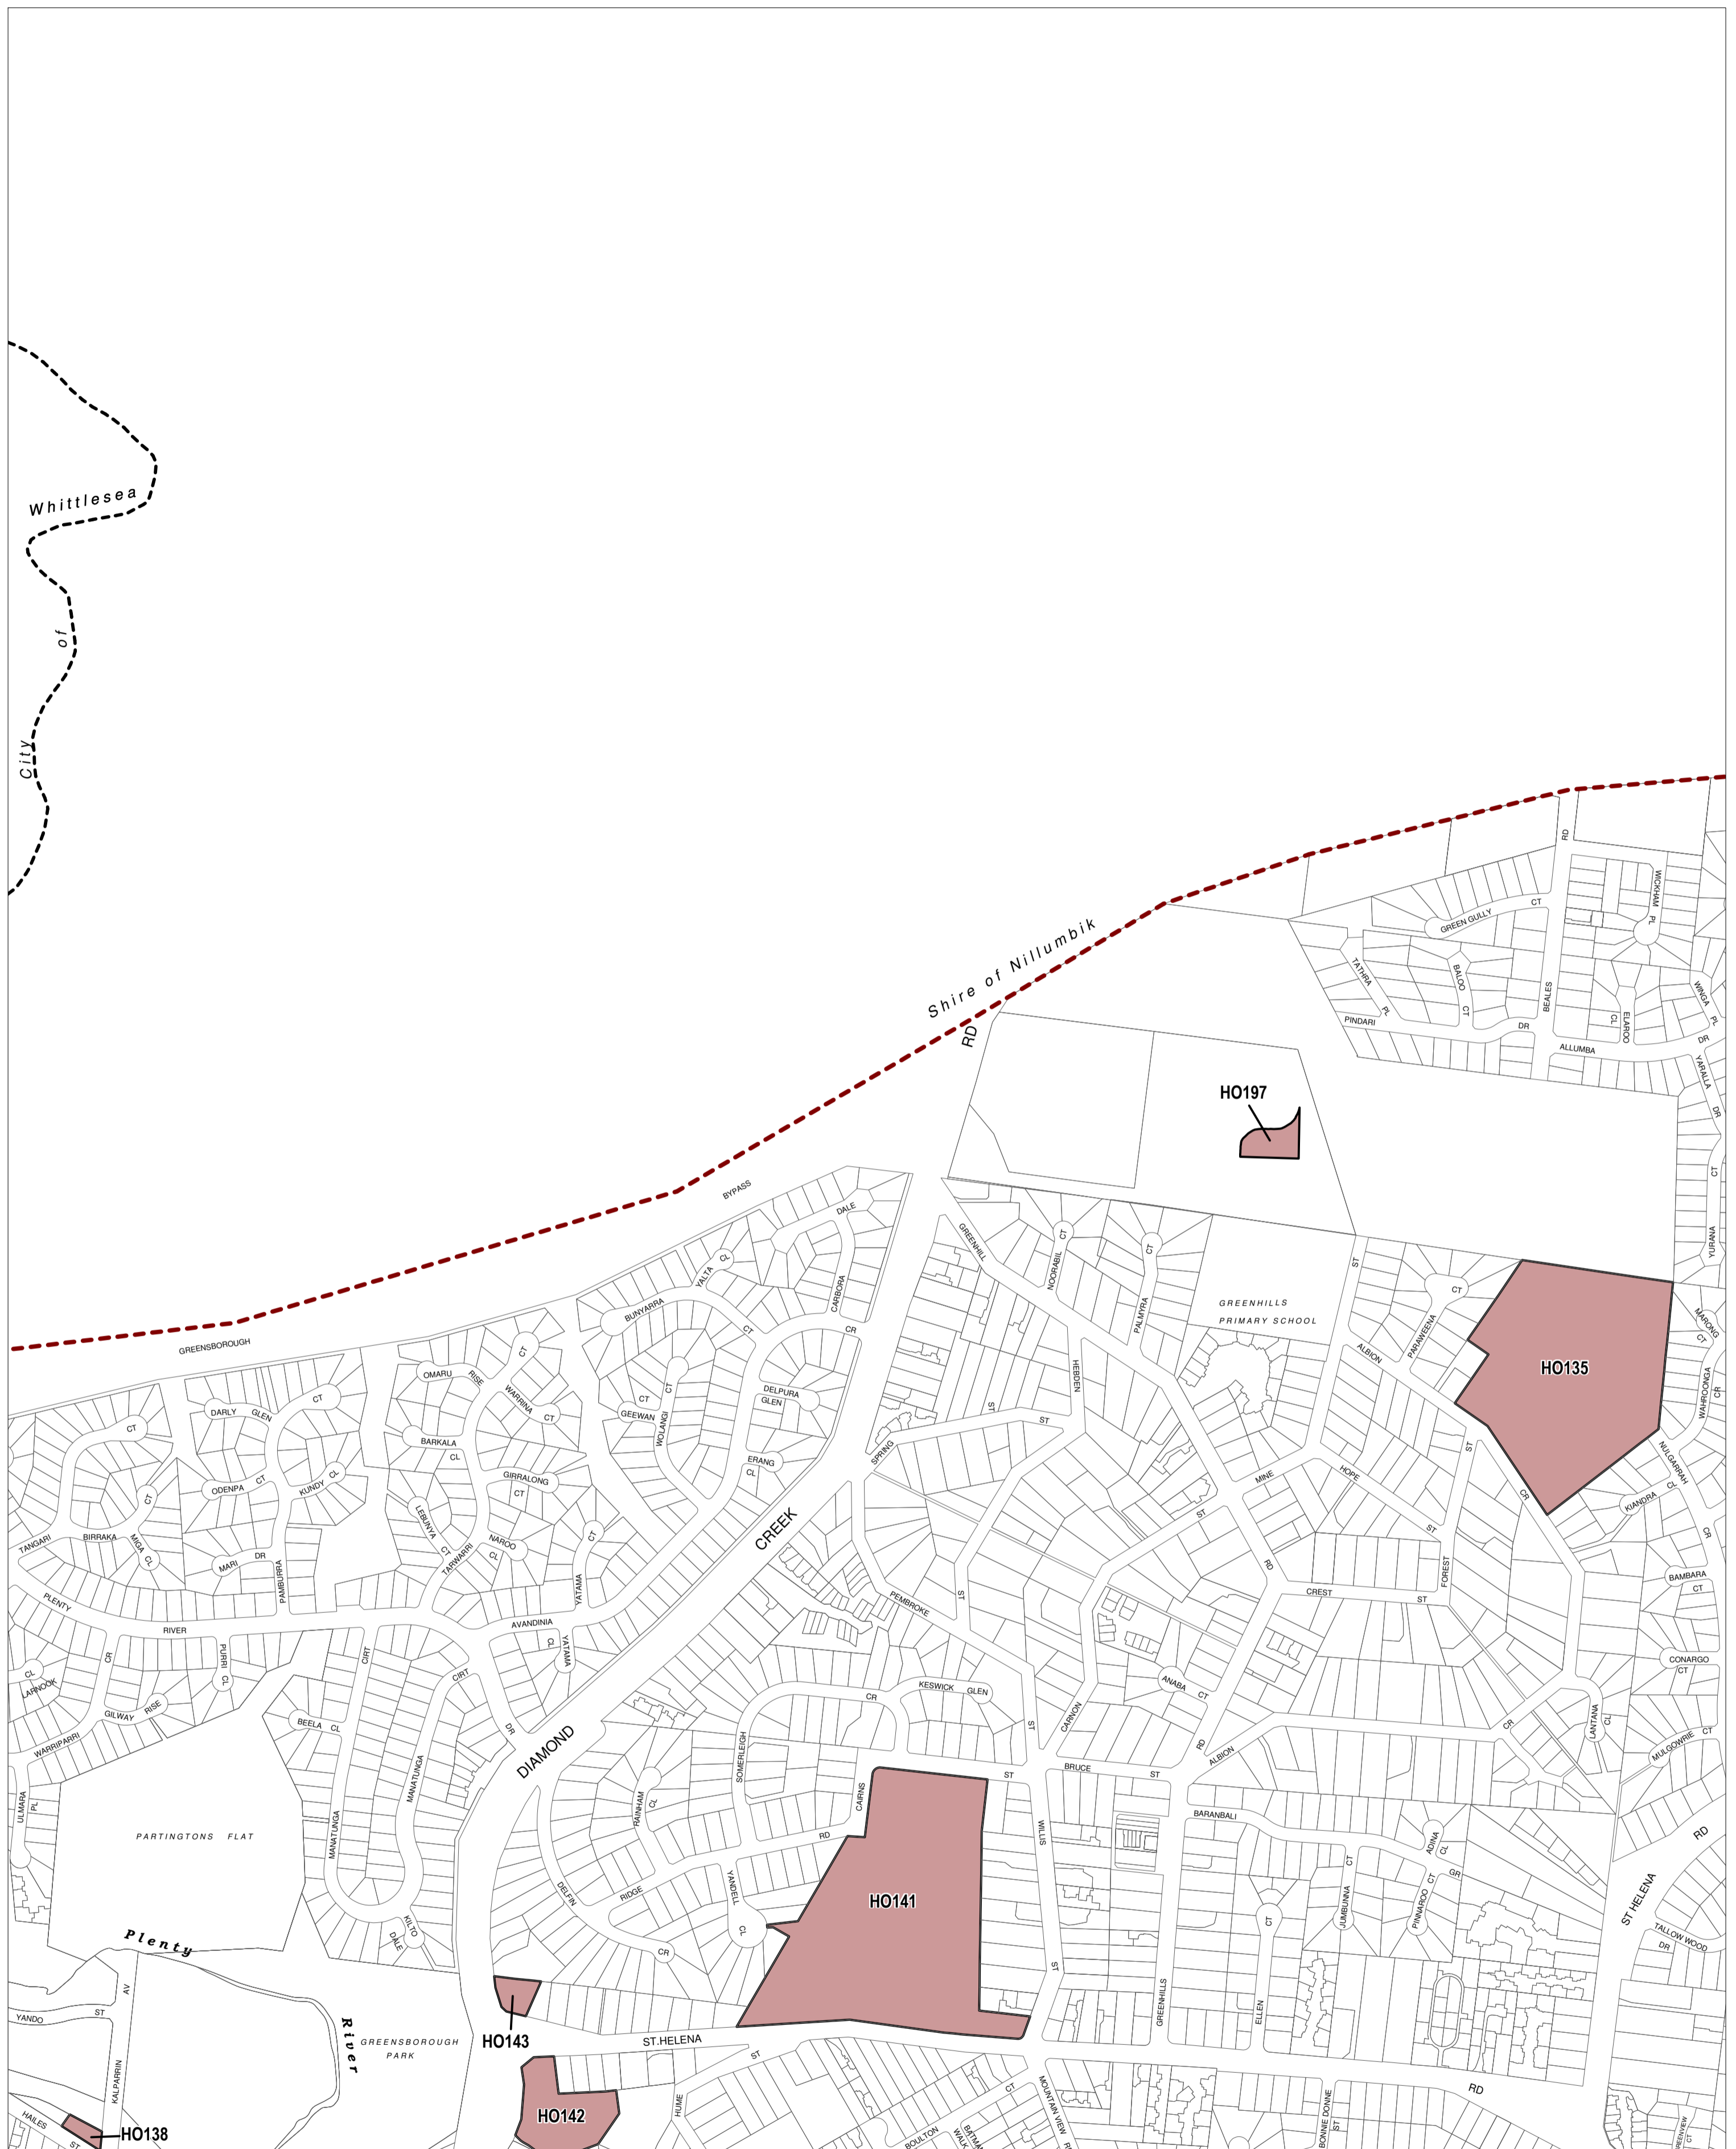 Whittlesea
of
City
Shire of Nillumbik
RD
RD
WICKHAM
PL
GREEN GULLY
CT
TATHRA
PL
BALOO
CT
BEALES
ELAROO
CL
WINGA
PL
PINDARI
DR
ALLUMBA
DR
YARALLA
DR
HO197
CT
YURANA
BYPASS
DALE
YALTA
CL
CARBORA
BUNYARRA
CT
CR
GREENHILL
NOORABIL
CT
PALMYRA
CT
GREENHILLS
PRIMARY SCHOOL
ST
ALBION
PARAWEENA
CT
HO135
MARONG
CT
WAHROONGA
CR
GREENSBOROUGH
OMARU
RISE
CT
WARRINA
CT
CT
GEEWAN
WOLANGI
CT
DELPURA
GLEN
HEBDEN
ST
ST
SPRING
DARLY
GLEN
CT
CT
BARKALA
CL
ERANG
CL
GIRRALONG
CT
ODENPA
CT
KUNDY
CL
CT
MINE
HOPE
ST
ST
ST
CR
NULGARRAH
CL
KIANDRA
CR
TANGARI
BIRRAKA
MIGA
CL
LEBUNYA
CT
NAROO
CL
TARWARRI
CT
YATAMA
CREEK
MARI
DR
PAMBURRA
RD
FOREST
CREST
ST
BAMBARA
CT
PLENTY
RIVER
AVANDINIA
CL
YATAMA
PEMBROKE
ST
CR
PURRI
CL
CIRT
CIRT
CL
LARNOOK
GILWAY
RISE
WARRIPARRI
BEELA
CL
MANATUNGA
MANATUNGA
DR
DIAMOND
KESWICK
GLEN
CR
ST
CARNON
ANABA
CT
RD
CONARGO
CT
LANTANA
CL
CR
MULGOWRIE
CT
ALBION
SOMERLEIGH
BRUCE
ST
ST
ULMARA
PL
PARTINGTONS FLAT
RAINHAM
CL
CAIRNS
RD
WILLIS
BARANBALI
ADINA
CL
GR
RD
HO141
DELFIN
RIDGE
YANDELL
CL
CR
KILTO
DALE
JUMBUNNA
CT
PINNAROO
CT
CT
ST HELENA
TALLOW WOOD
DR
Plenty
AV
ST
YANDO
River
GREENSBOROUGH
PARK
HO143
ST.HELENA
ST
GREENHILLS
ELLEN
KALPARRIN
HAILES
ST
HO138
HO142
HUME
ST
BOULTON
CT
WALK
MOUNTAIN VIEW
BONNIE DOONE
ST
RD
CT